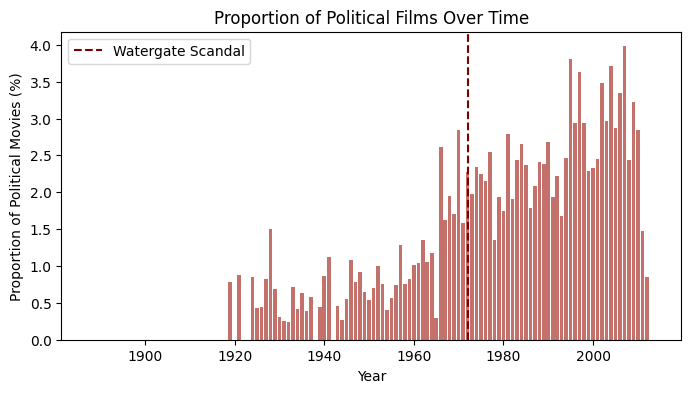 Proportion of Political Films Over Time
Watergate Scandal
Proportion of Political Movies (%)
4.0
3.5
3.0
2.5
2.0
1.5
1.0
0.5
0.0
1900 1920 1940 1960 1980 2000
Year